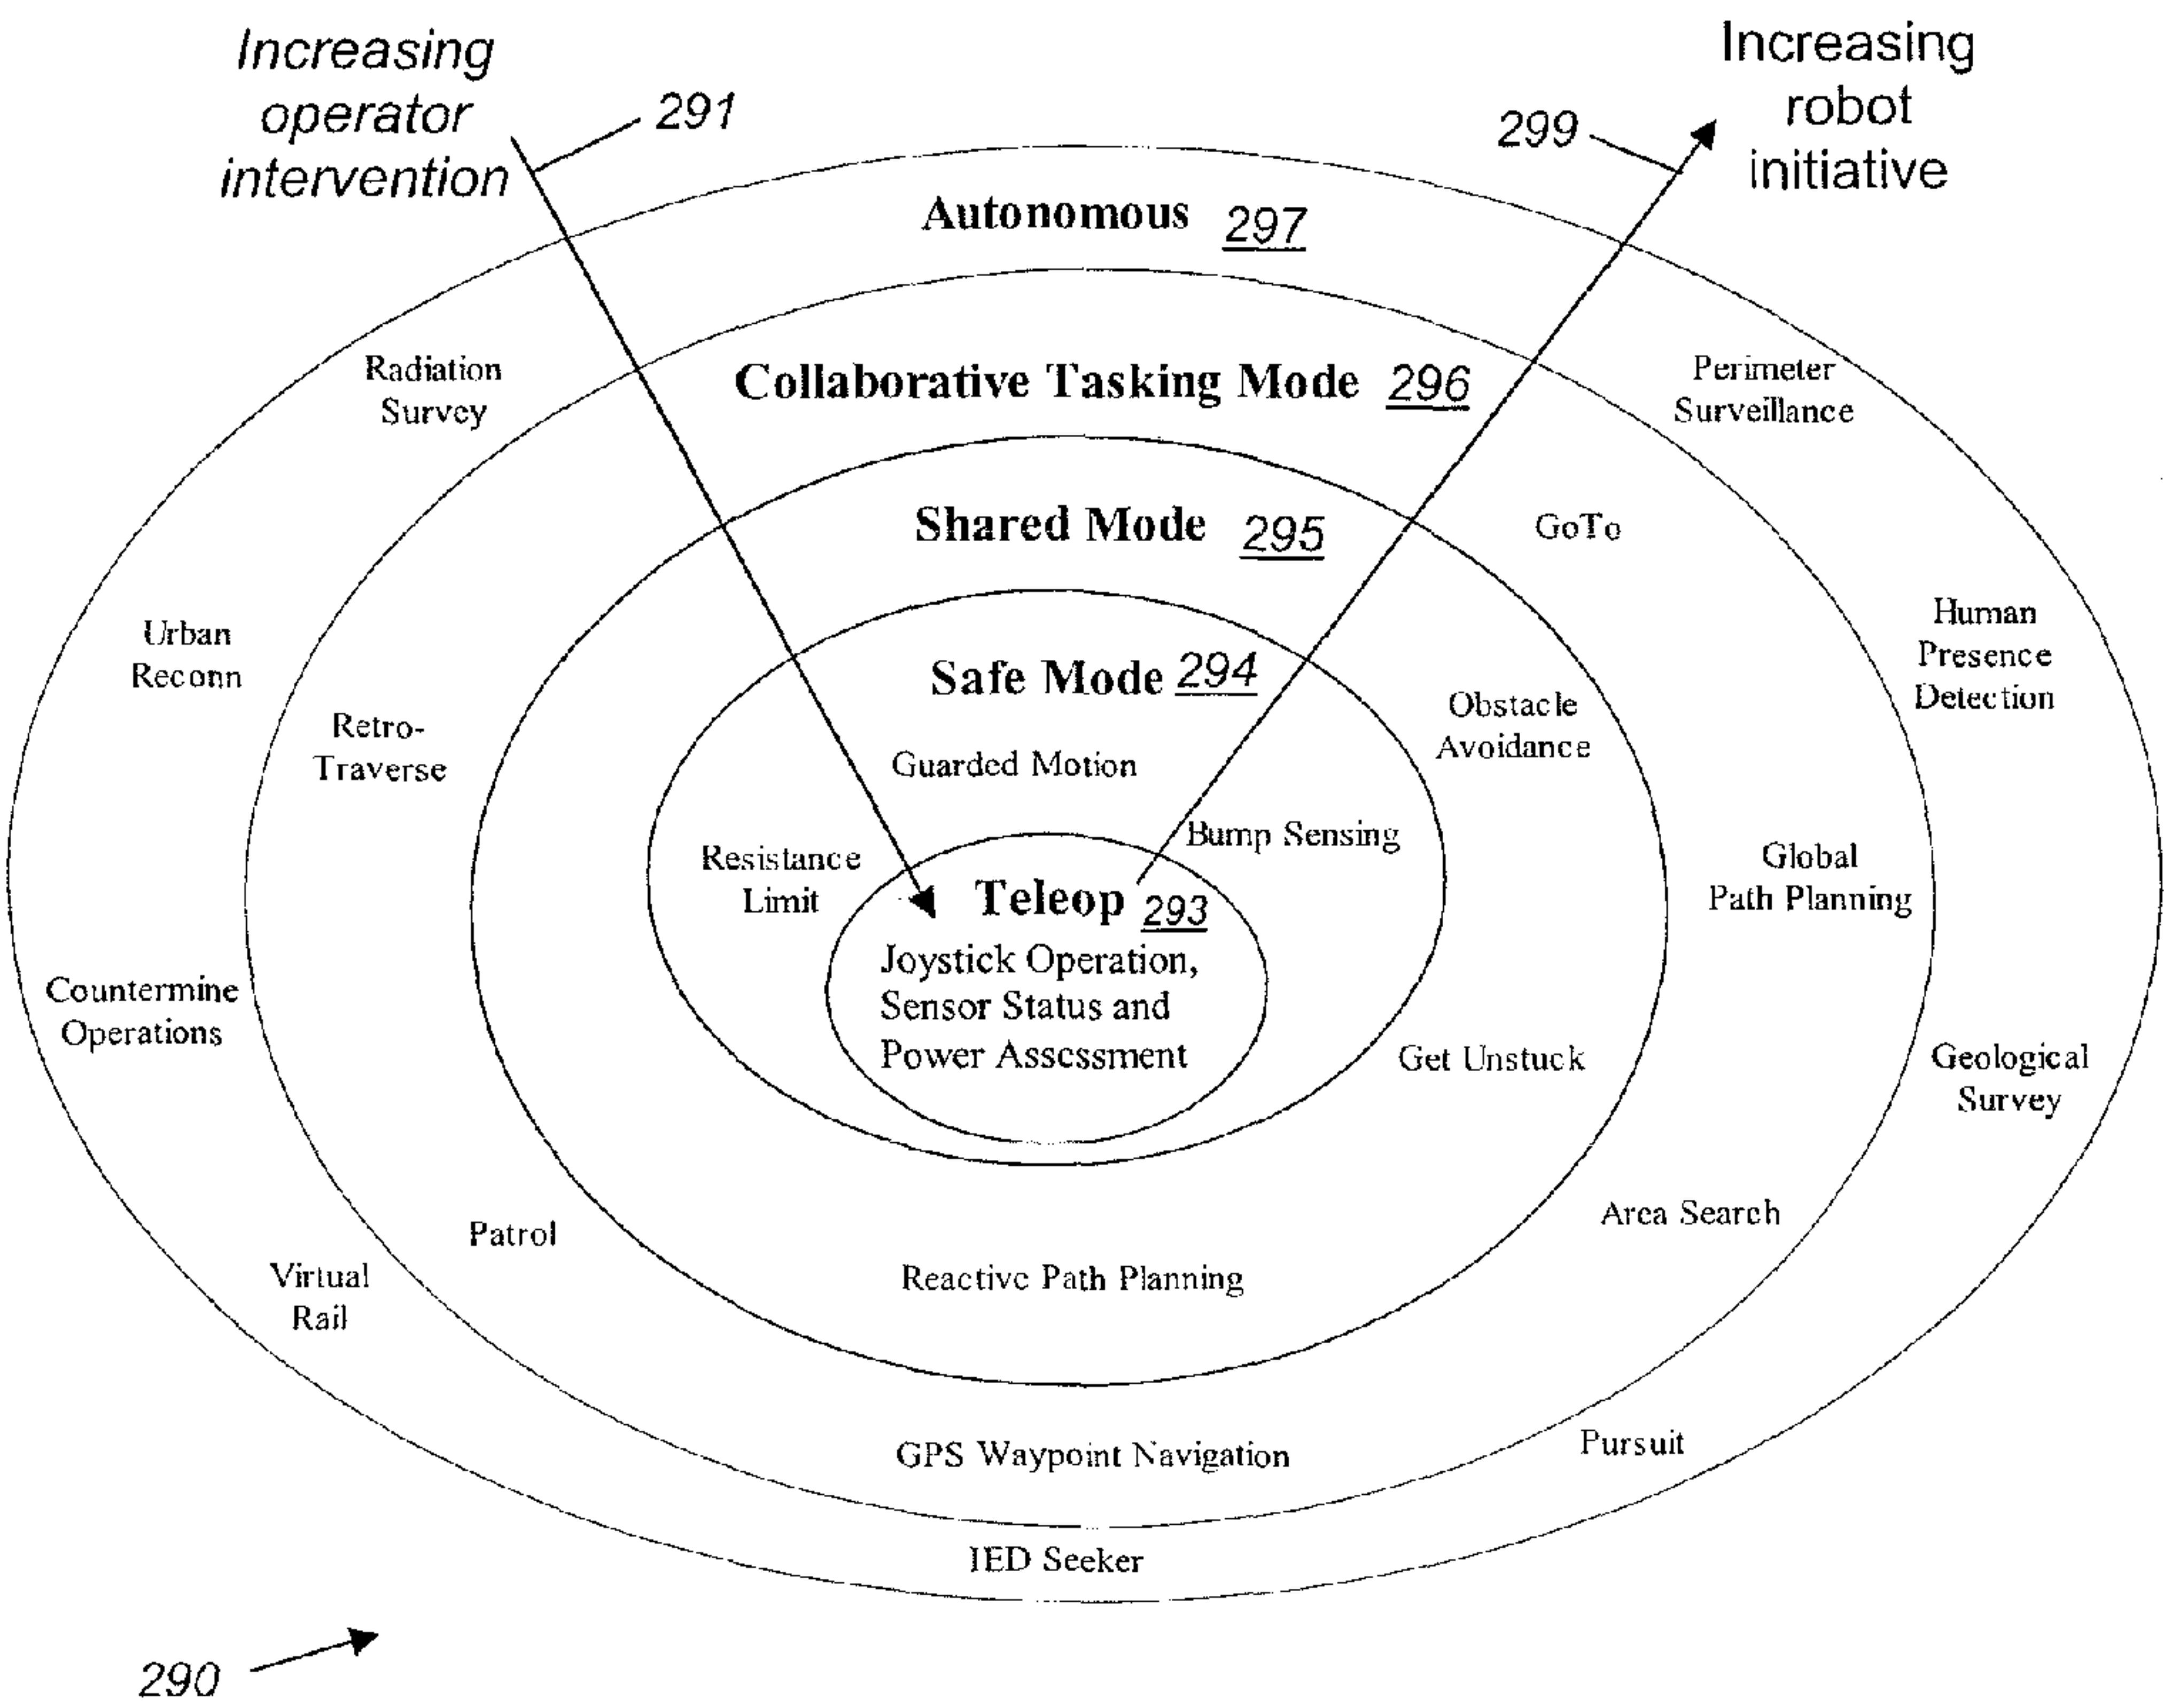 Increasing
operator
intervention
291
299
Increasing
robot
initiative
Autonomous 297
Radiation
Survey
Collaborative Tasking Mode 296
Perimeter
Surveillance
Shared Mode 295
GoTo
Urban
Reconn
Human
Presence
Detection
Retro-
Traverse
Safe Mode 294
Obstacle
Avoidance
Guarded Motion
Bump Sensing
Resistance
Limit
Global
Path Planning
Teleop 293
Joystick Operation,
Sensor Status and
Power Assessment
Countermine
Operations
Get Unstuck
Geological
Survey
Patrol
Area Search
Virtual
Rail
Reactive Path Planning
GPS Waypoint Navigation
Pursuit
IED Seeker
290